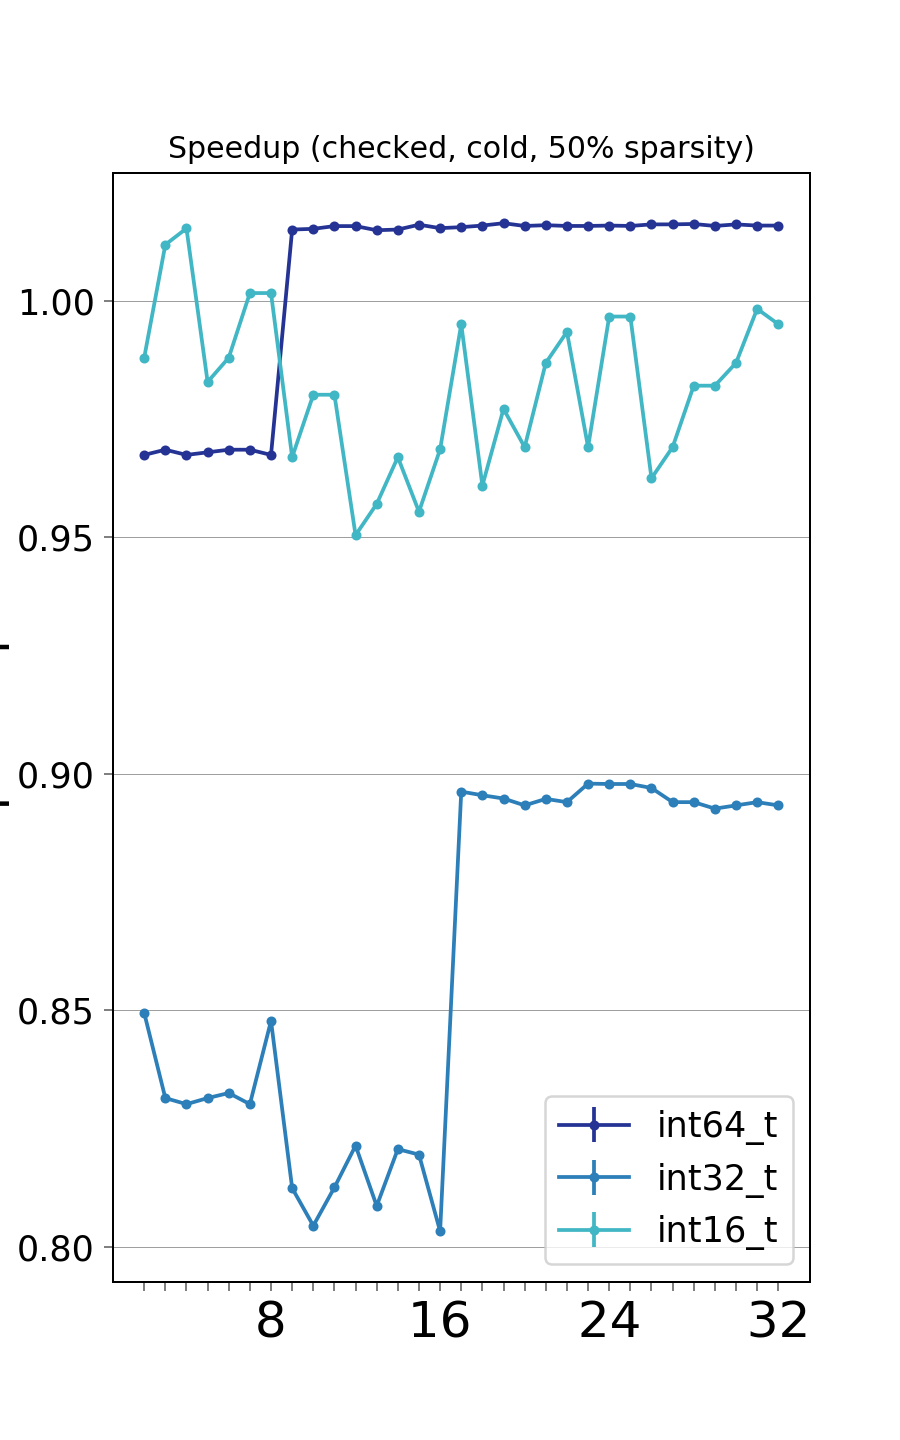 Speedup (checked, cold, 50% sparsity)
1.00
0.95
0.90
0.85
0.80
int64_t
int32_t
int16_t
8 16 24 32